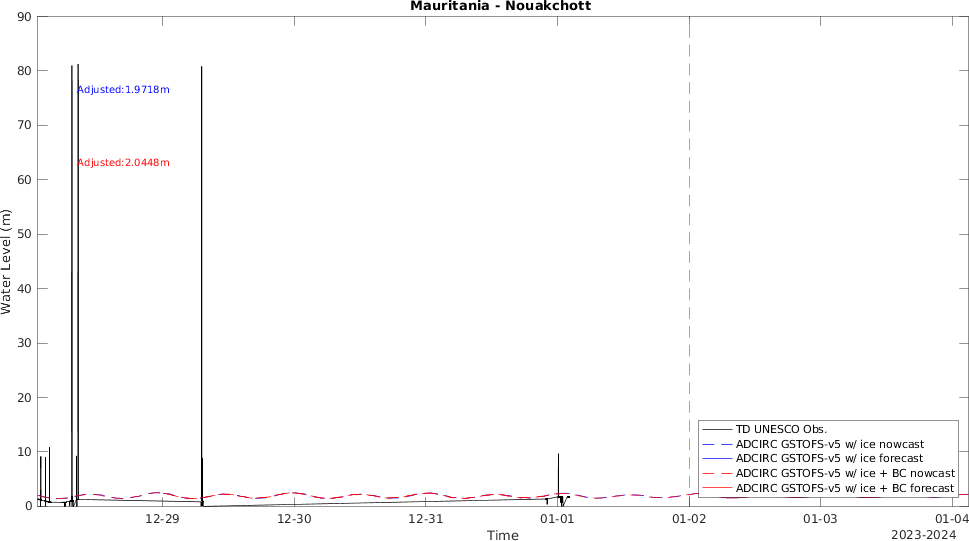 Mauritania - Nouakchott
90
80
70
60
50
40
30
20
10
0
Water Level (m)
Adjusted:1.9718m
Adjusted:2.0448m
TD UNESCO Obs.
ADCIRC GSTOFS-v5 w/ ice nowcast
ADCIRC GSTOFS-v5 w/ ice forecast
ADCIRC GSTOFS-v5 w/ ice + BC nowcast
ADCIRC GSTOFS-v5 w/ ice + BC forecast
12-29 12-30 12-31 01-01 01-02 01-03 01-04
Time
2023-2024